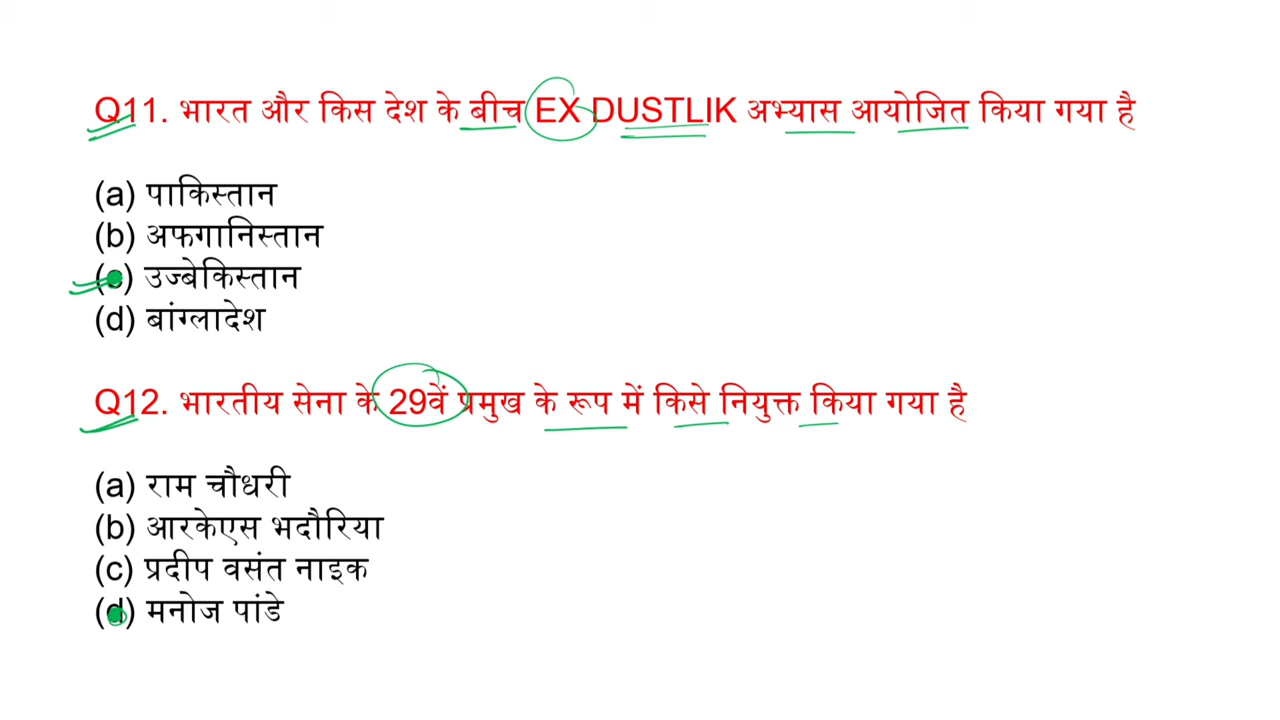 Q11. भारत और किस देश के बीच EX DUSTLIK अभ्यास आयोजित किया गया है
(a) पाकिस्तान
(b) अफगानिस्तान
(c) उज्बेकिस्तान
(d) बांग्लादेश
Q12. भारतीय सेना के 29वें प्रमुख के रूप में किसे नियुक्त किया गया है
(a) राम चौधरी
(b) आरकेएस भदौरिया
(c) प्रदीप वसंत नाइक
(d) मनोज पांडे